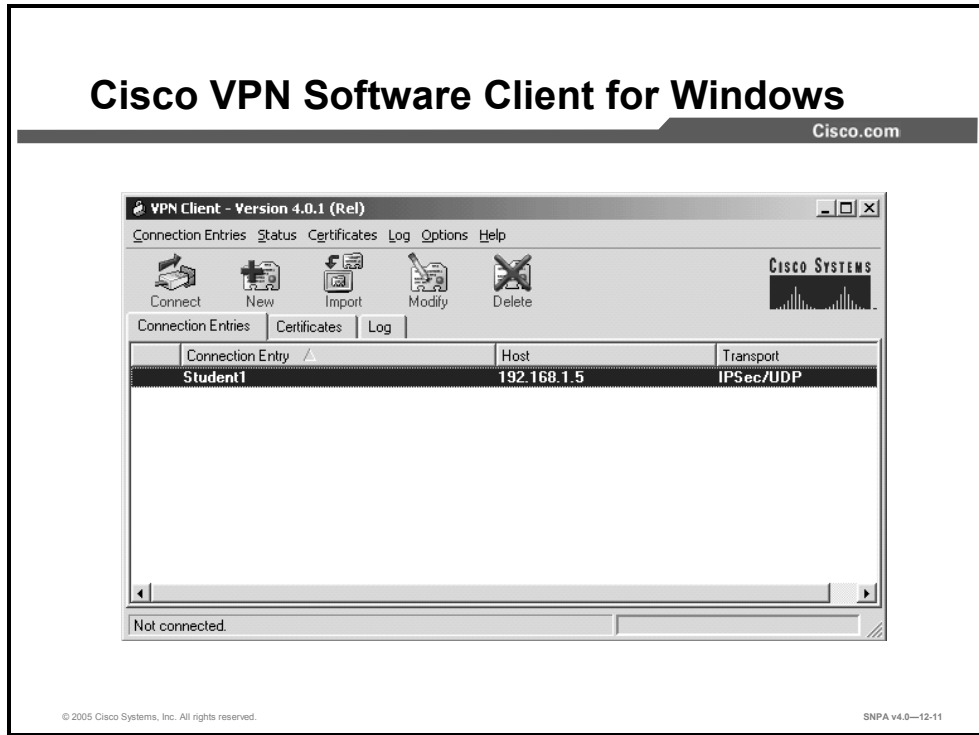 Cisco VPN Software Client for Windows
Cisco.com
VPN Client - Version 4.0.1 (Rel)
Connection Entries Status Certificates Log Options Help
CISCO SYSTEMS
Connect New Import Modify Delete
Connection Entries Certificates Log
Connection Entry Host Transport
Student1 192.168.1.5 IPSec/UDP
Not connected.
© 2005 Cisco Systems, Inc. All rights reserved. SNPA v4.0—12-11